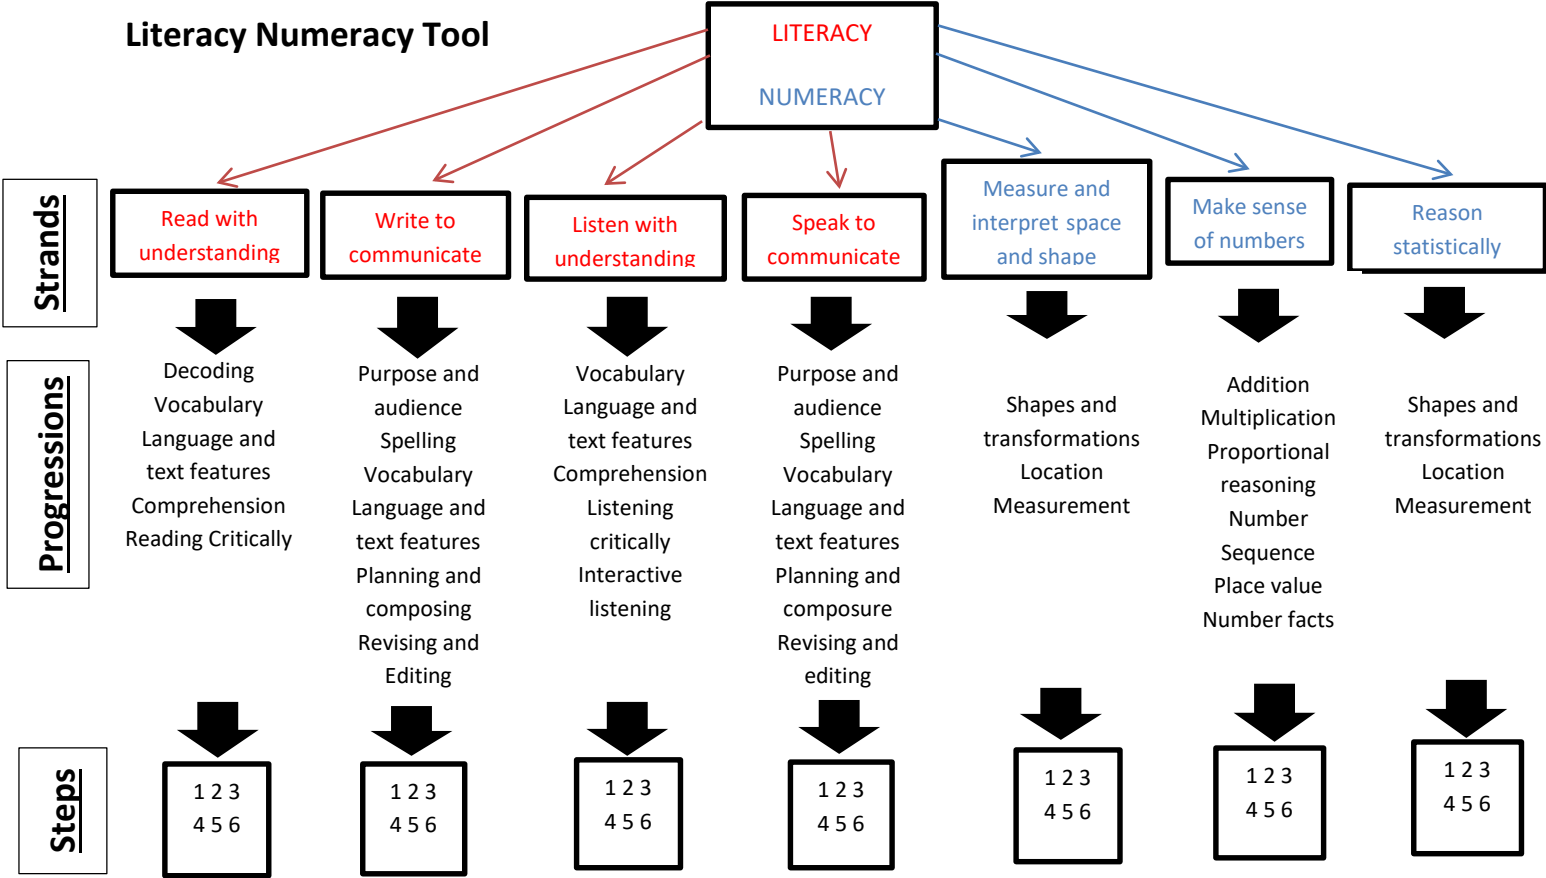 Literacy Numeracy Tool
LITERACY
NUMERACY
Strands
Read with
understanding
Write to
communicate
Listen with
understanding
Speak to
communicate
Measure and
interpret space
and shape
Make sense
of numbers
Reason
statistically
Progressions
Decoding
Vocabulary
Language and
text features
Comprehension
Reading Critically
Purpose and
audience
Spelling
Vocabulary
Language and
text features
Planning and
composing
Revising and
Editing
Vocabulary
Language and
text features
Comprehension
Listening
critically
Interactive
listening
Purpose and
audience
Spelling
Vocabulary
Language and
text features
Planning and
composure
Revising and
editing
Shapes and
transformations
Location
Measurement
Addition
Multiplication
Proportional
reasoning
Number
Sequence
Place value
Number facts
Shapes and
transformations
Location
Measurement
Steps
1 2 3
4 5 6
1 2 3
4 5 6
1 2 3
4 5 6
1 2 3
4 5 6
1 2 3
4 5 6
1 2 3
4 5 6
1 2 3
4 5 6